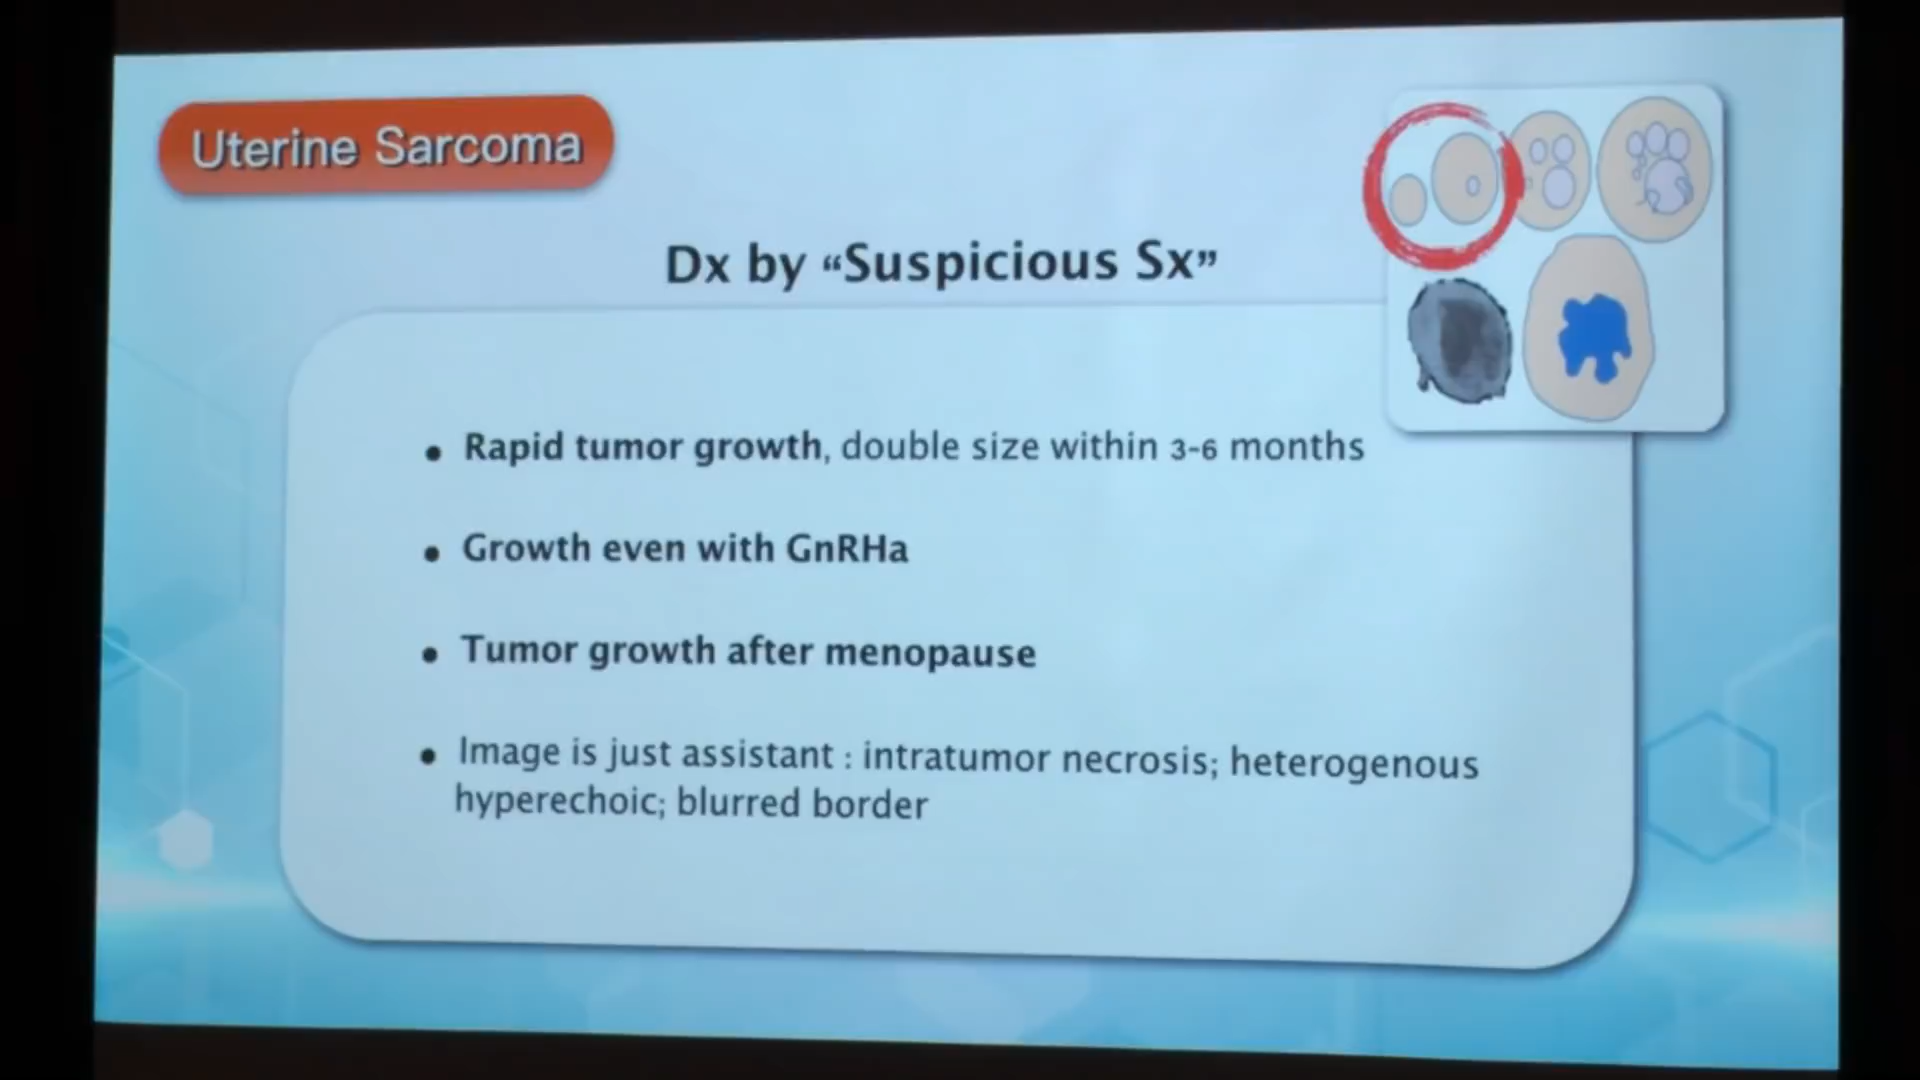 Uterine Sarcoma
Dx by “Suspicious Sx”
• Rapid tumor growth, double size within 3-6 months
• Growth even with GnRHa
• Tumor growth after menopause
• Image is just assistant : intratumor necrosis; heterogenous
hyperechoic; blurred border